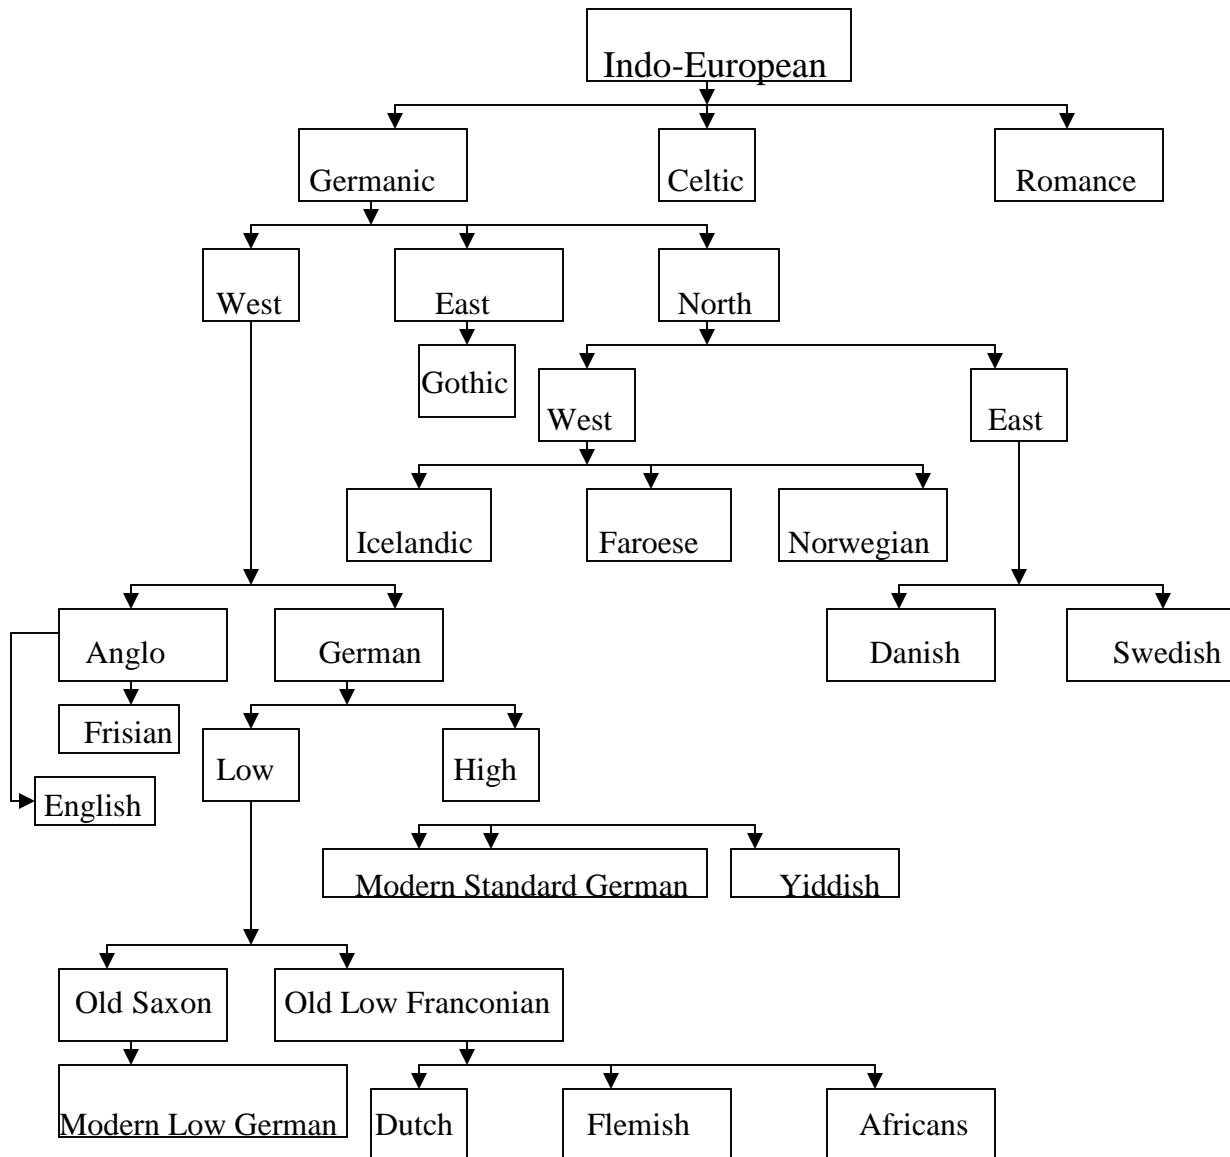 Indo-European
Germanic
Celtic
Romance
West
East
North
Gothic
West
East
Icelandic
Faroese
Norwegian
Anglo
German
Danish
Swedish
Frisian
Low
High
English
Modern Standard German
Yiddish
Old Saxon
Old Low Franconian
Modern Low German
Dutch
Flemish
Africans